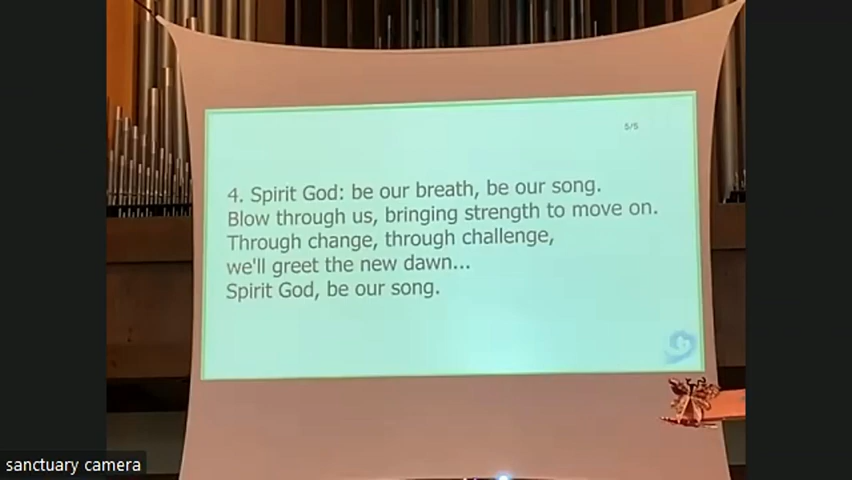 5/5
4. Spirit God: be our breath, be our song.
Blow through us, bringing strength to move on.
Through change, through challenge,
we'll greet the new dawn...
Spirit God, be our song.
sanctuary camera